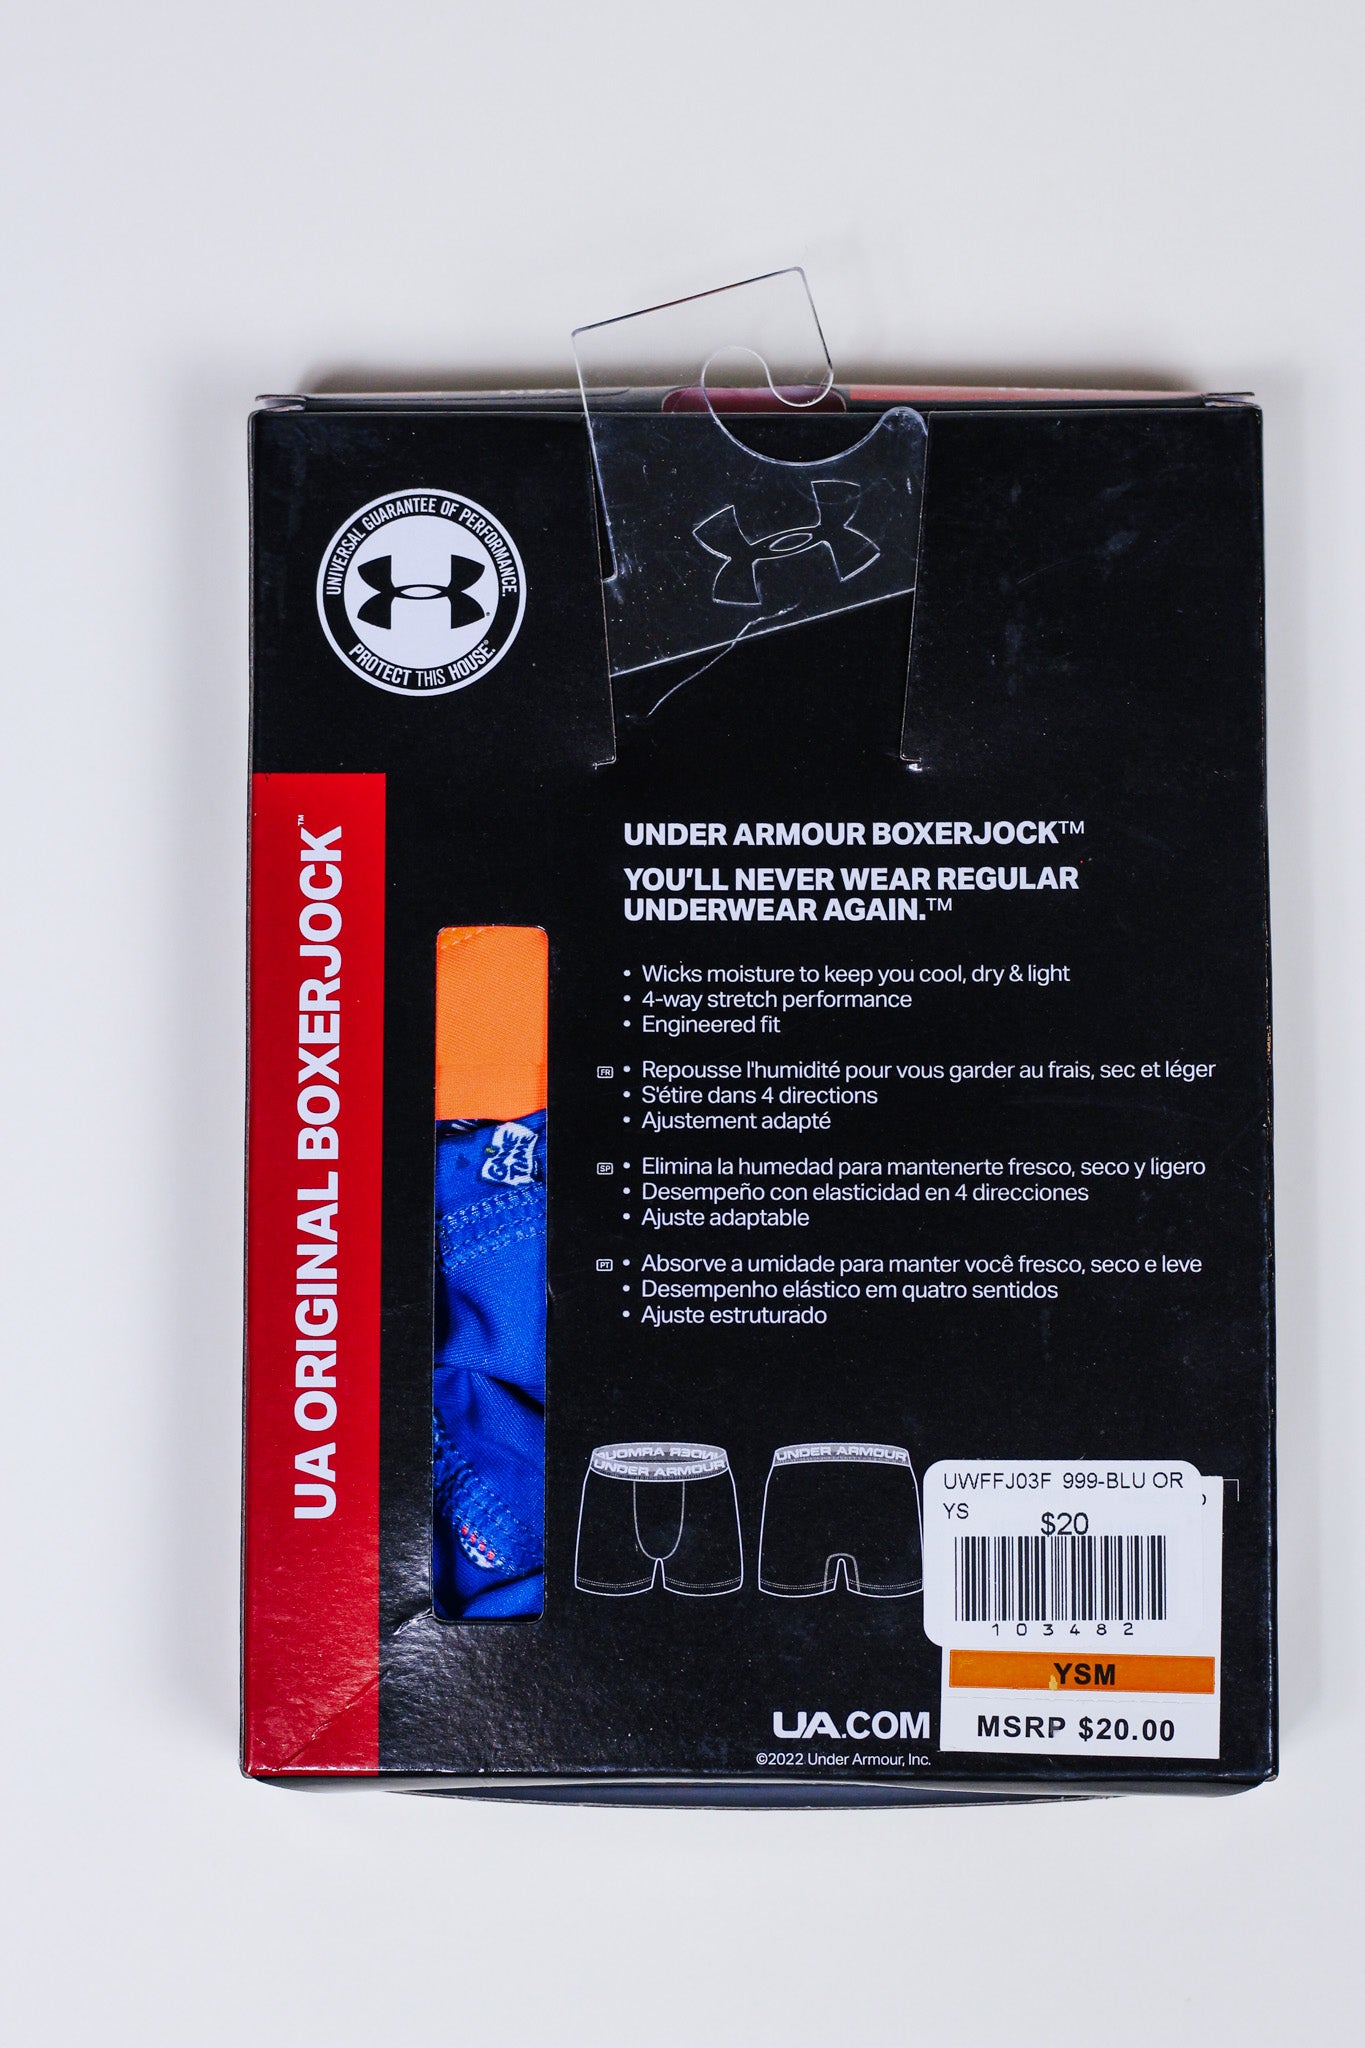 UNIVERSAL GUARANTEE OF PERFORMANCE.
PROTECT THIS HOUSE.®
UA ORIGINAL BOXERJOCK™
UNDER ARMOUR BOXERJOCK™
YOU'LL NEVER WEAR REGULAR
UNDERWEAR AGAIN.™
• Wicks moisture to keep you cool, dry & light
• 4-way stretch performance
• Engineered fit
FR • Repousse l'humidité pour vous garder au frais, sec et léger
• S'étire dans 4 directions
• Ajustement adapté
SP • Elimina la humedad para mantenerte fresco, seco y ligero
• Desempeño con elasticidad en 4 direcciones
• Ajuste adaptable
PT • Absorve a umidade para manter você fresco, seco e leve
• Desempenho elástico em quatro sentidos
• Ajuste estruturado
GAME
TIME
UNDER ARMOUR
UNDER ARMOUR
UNDER ARMOUR
UWFFJ03F 999-BLU OR
YS
$20
103482
YSM
MSRP $20.00
UA.COM
©2022 Under Armour, Inc.